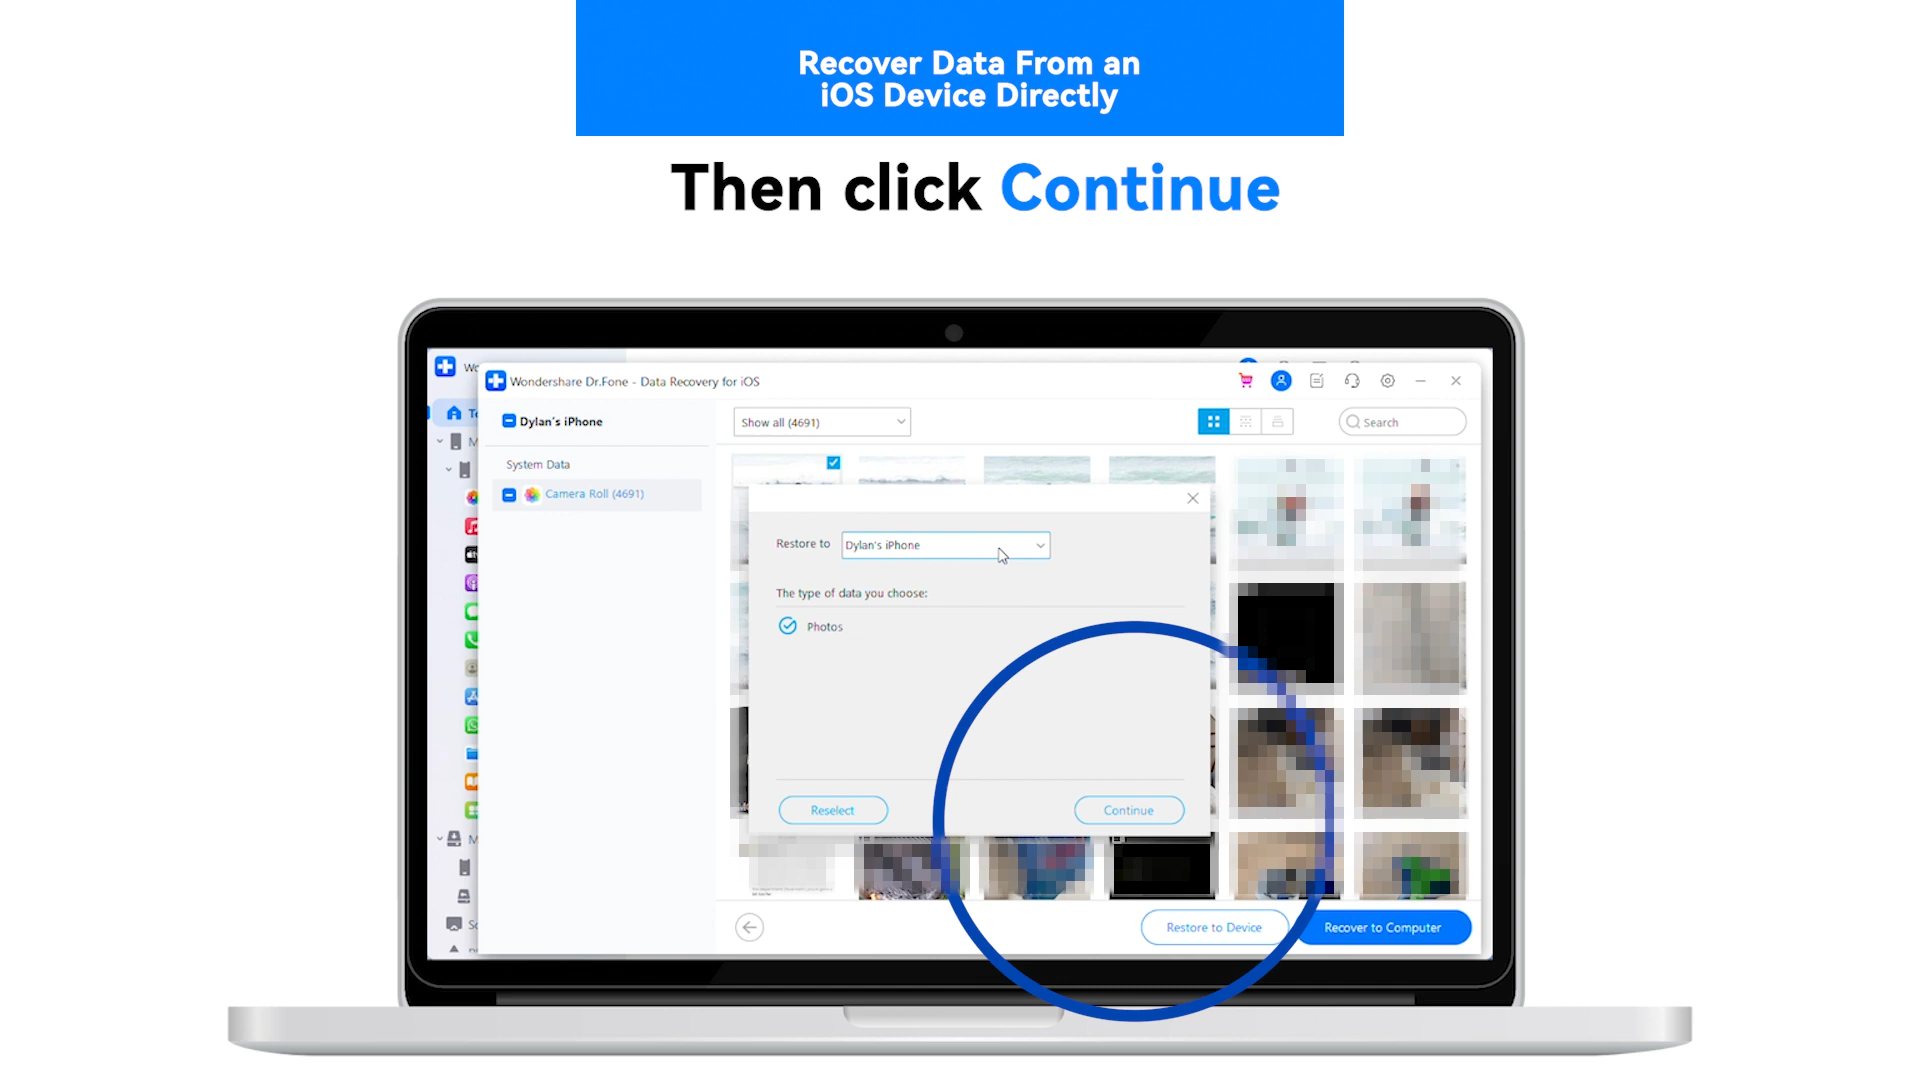 Recover Data From an
iOS Device Directly
Then click Continue
Wondershare Dr.Fone - Data Recovery for iOS
Dylan's iPhone
Show all (4691)
Search
System Data
Camera Roll (4691)
Restore to
Dylan's iPhone
The type of data you choose:
Photos
Reselect
Continue
Restore to Device
Recover to Computer